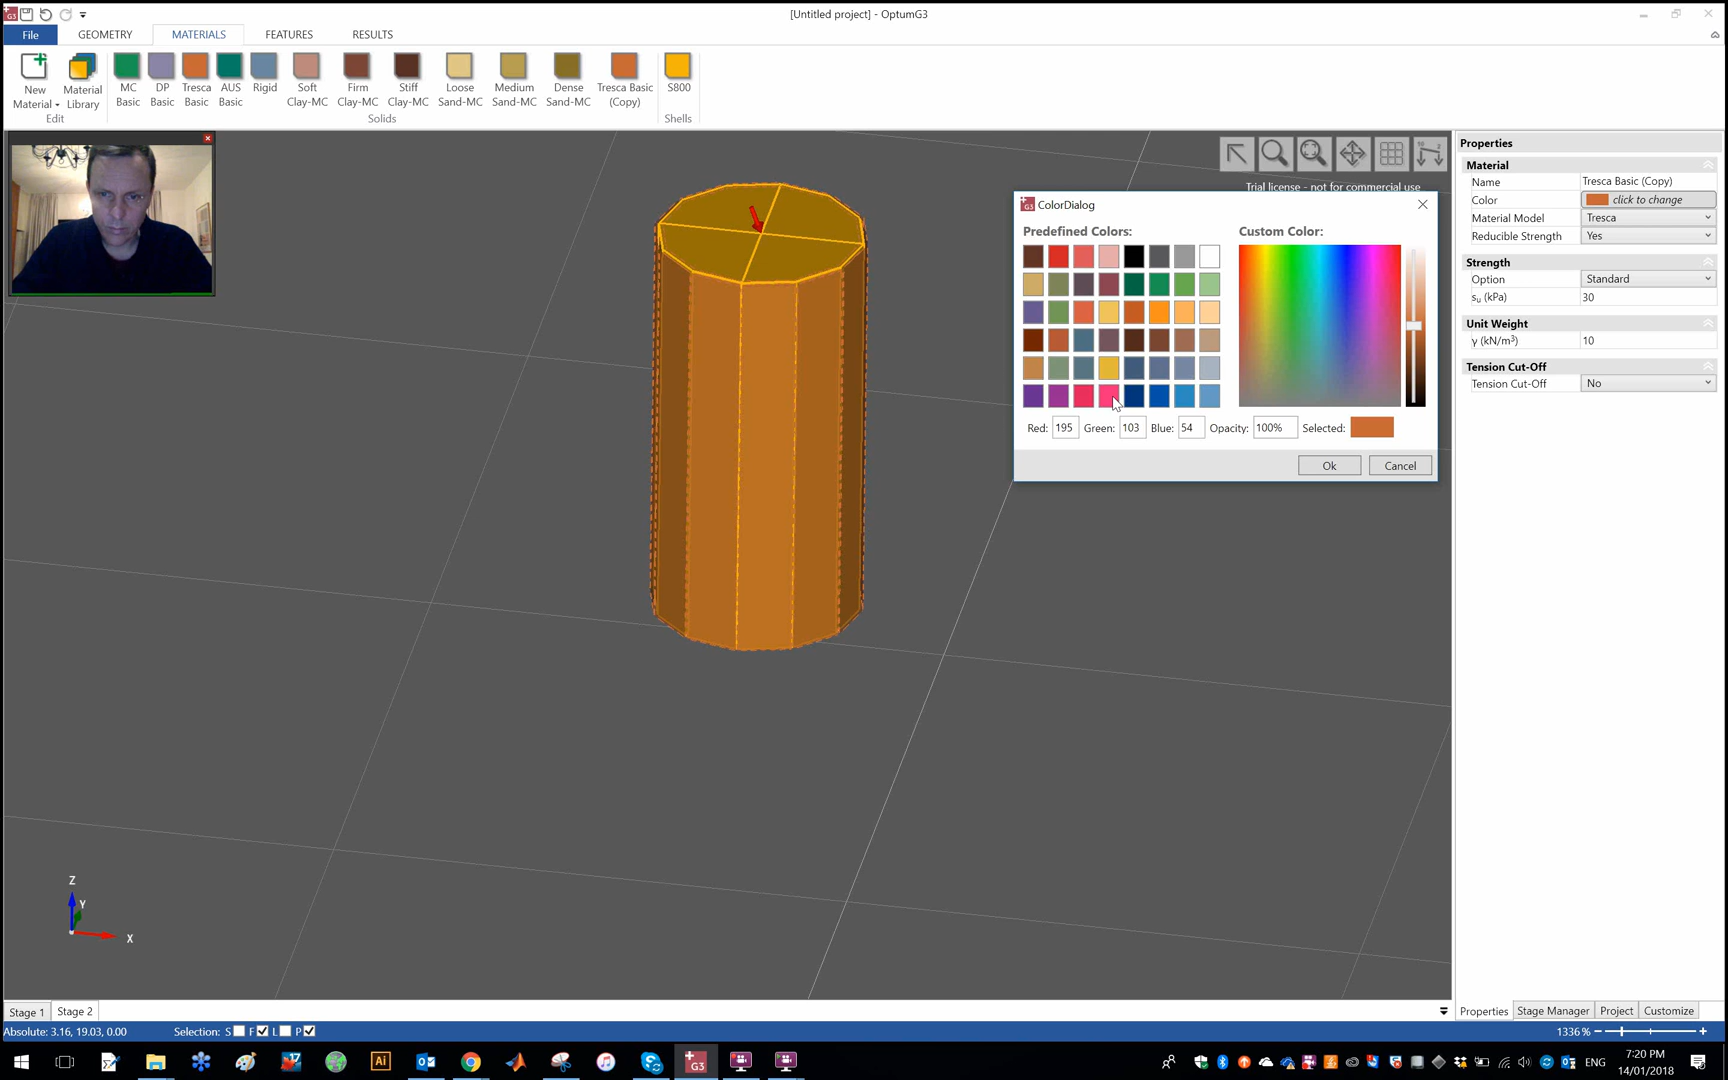 [Untitled project] - OptumG3
File GEOMETRY MATERIALS FEATURES RESULTS
New Material
Material Library
MC Basic
DP Basic
Tresca Basic
AUS Basic
Rigid
Soft Clay-MC
Firm Clay-MC
Stiff Clay-MC
Loose Sand-MC
Medium Sand-MC
Dense Sand-MC
Tresca Basic (Copy)
S800
Edit Solids Shells
Trial license - not for commercial use
G3 ColorDialog
Predefined Colors: Custom Color:
Red: 195 Green: 103 Blue: 54 Opacity: 100% Selected:
Ok Cancel
Properties
Material
Name Tresca Basic (Copy)
Color click to change
Material Model Tresca
Reducible Strength Yes
Strength
Option Standard
su (kPa) 30
Unit Weight
γ (kN/m³) 10
Tension Cut-Off
Tension Cut-Off No
Z
Y
X
Stage 1 Stage 2
Properties Stage Manager Project Customize
Absolute: 3.16, 19.03, 0.00 Selection: S F L P
1336 %
Ai
G3
ENG
7:20 PM
14/01/2018